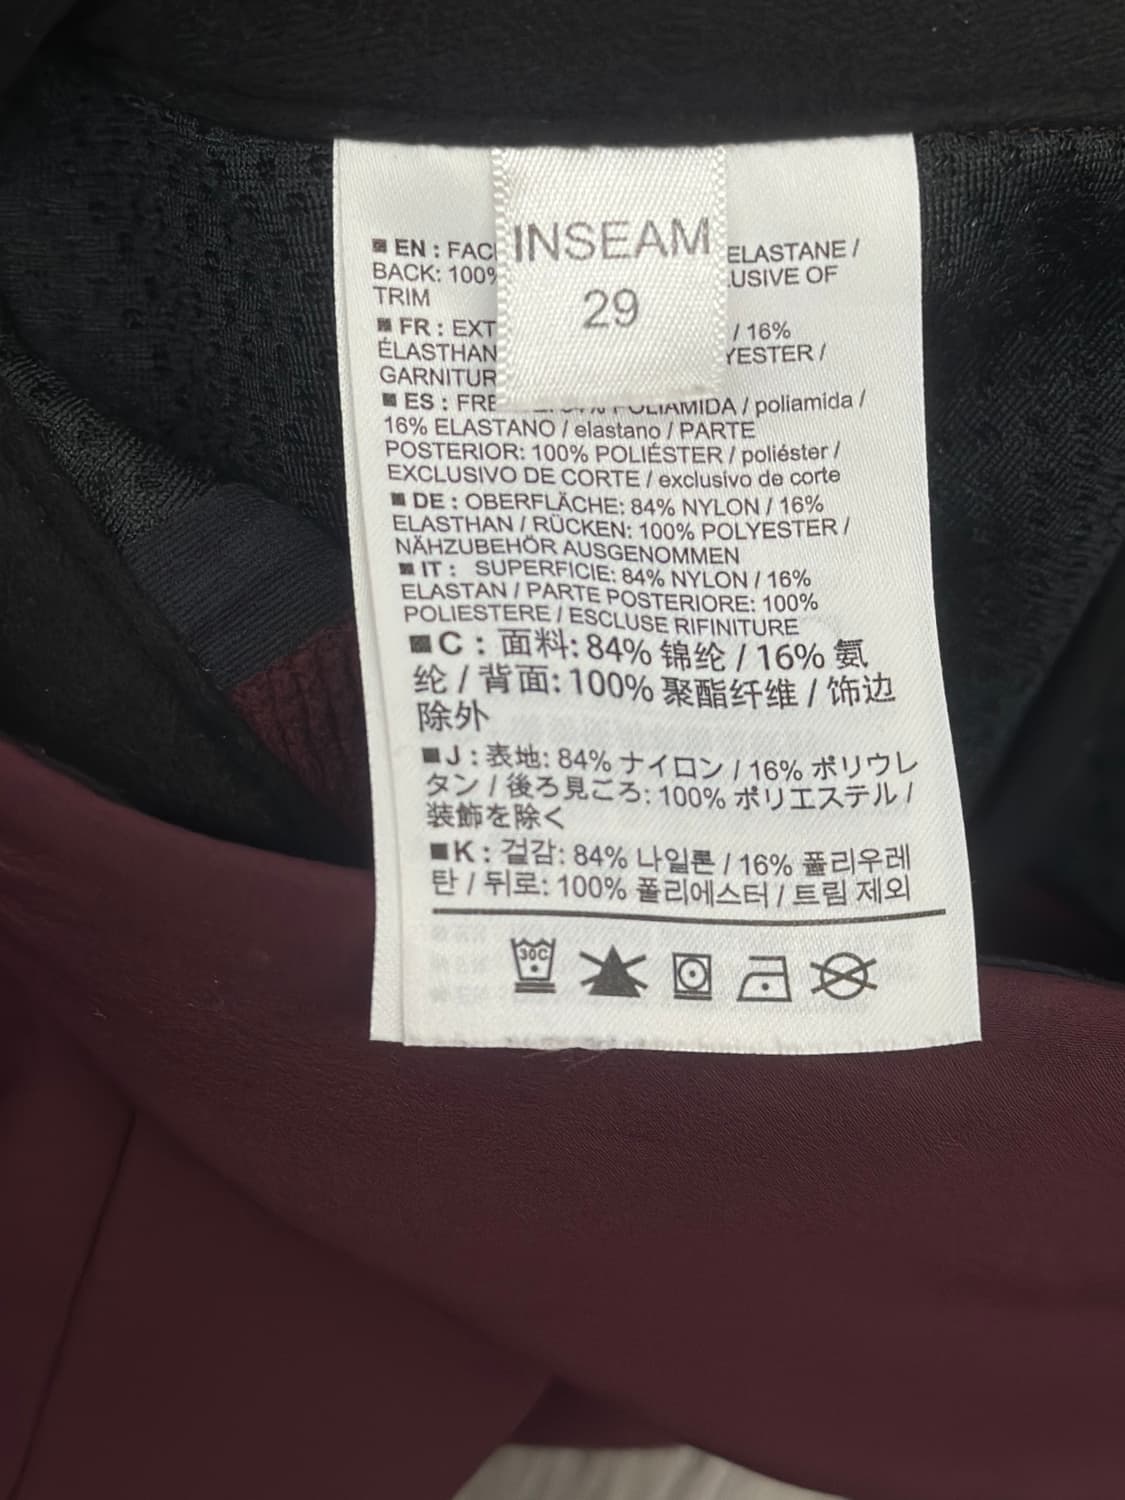 INSEAM
29
EN : FAC ELASTANE /
BACK: 100% USIVE OF
TRIM
FR : EXT / 16%
ÉLASTHAN YESTER /
GARNITUR
ES : FRE 84% POLIAMIDA / poliamida /
16% ELASTANO / elastano / PARTE
POSTERIOR: 100% POLIÉSTER / poliéster /
EXCLUSIVO DE CORTE / exclusivo de corte
DE : OBERFLÄCHE: 84% NYLON / 16%
ELASTHAN / RÜCKEN: 100% POLYESTER /
NÄHZUBEHÖR AUSGENOMMEN
IT : SUPERFICIE: 84% NYLON / 16%
ELASTAN / PARTE POSTERIORE: 100%
POLIESTERE / ESCLUSE RIFINITURE
C : 面料: 84% 锦纶 / 16% 氨
纶 / 背面: 100% 聚酯纤维 / 饰边
除外
J : 表地: 84% ナイロン / 16% ポリウレ
タン / 後ろ見ごろ: 100% ポリエステル /
装飾を除く
K : 겉감: 84% 나일론 / 16% 폴리우레
탄 / 뒤로: 100% 폴리에스터 / 트림 제외
30C